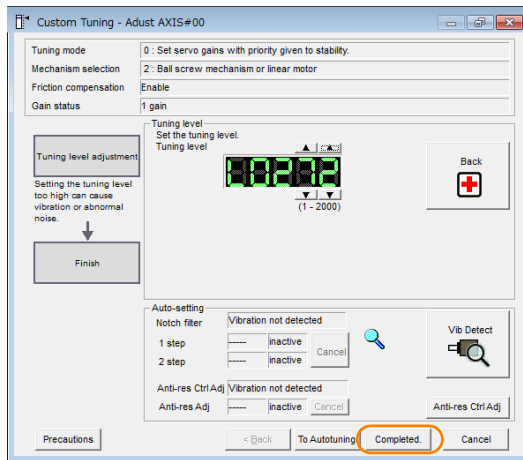 Custom Tuning - Adust AXIS#00
Tuning mode
0 : Set servo gains with priority given to stability.
Mechanism selection
2 : Ball screw mechanism or linear motor
Friction compensation
Enable
Gain status
1 gain
Tuning level adjustment
Setting the tuning level
too high can cause
vibration or abnormal
noise.
Finish
Tuning level
Set the tuning level.
Tuning level
L0272
(1 - 2000)
Back
Auto-setting
Notch filter
Vibration not detected
1 step
-----
inactive
2 step
-----
inactive
Cancel
Anti-res Ctrl Adj
Vibration not detected
Anti-res Adj
-----
inactive
Cancel
Vib Detect
Anti-res Ctrl Adj
Precautions
< Back
To Autotuning
Completed.
Cancel